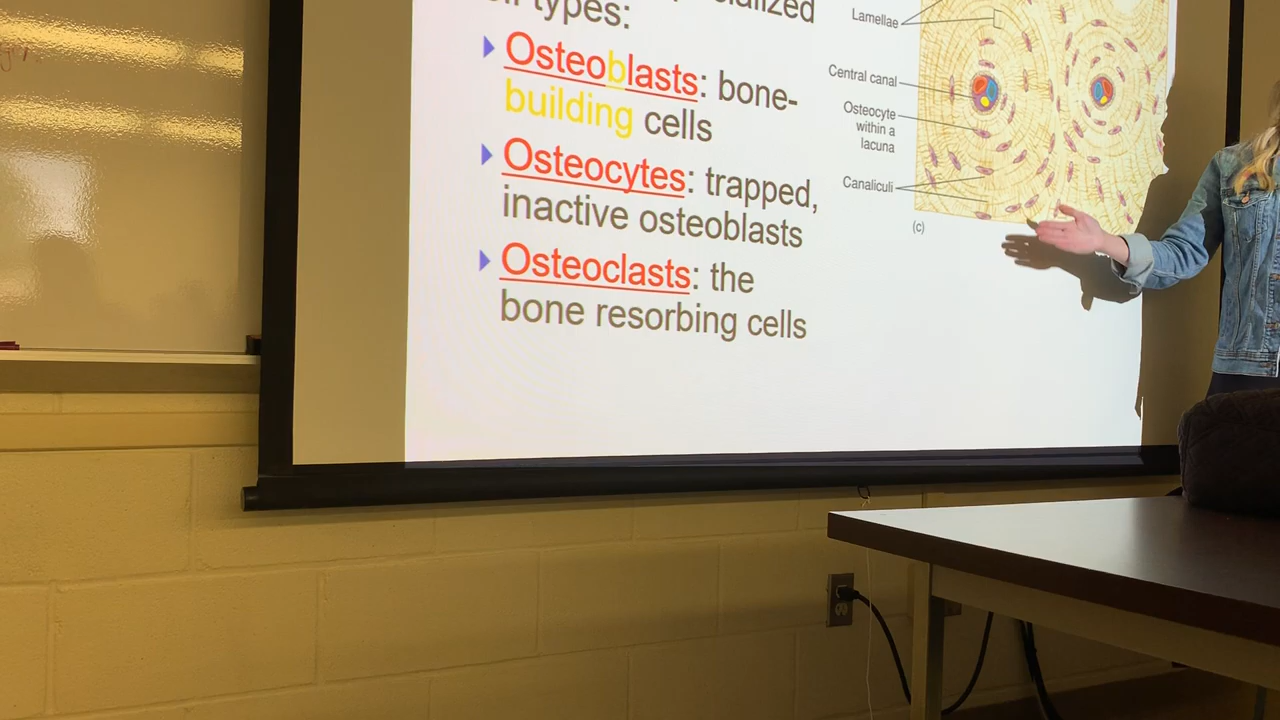 types:
Osteoblasts: bone-
building cells
Osteocytes: trapped,
inactive osteoblasts
Osteoclasts: the
bone resorbing cells
Lamellae
Central canal
Osteocyte
within a
lacuna
Canaliculi
(c)